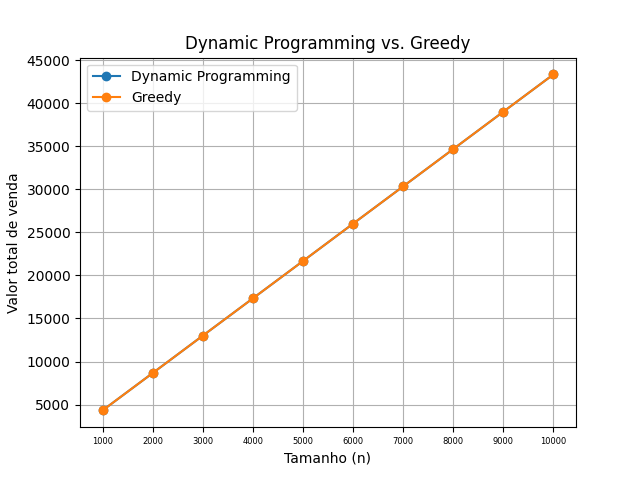 Dynamic Programming vs. Greedy
Dynamic Programming
Greedy
Valor total de venda
45000
40000
35000
30000
25000
20000
15000
10000
5000
1000 2000 3000 4000 5000 6000 7000 8000 9000 10000
Tamanho (n)